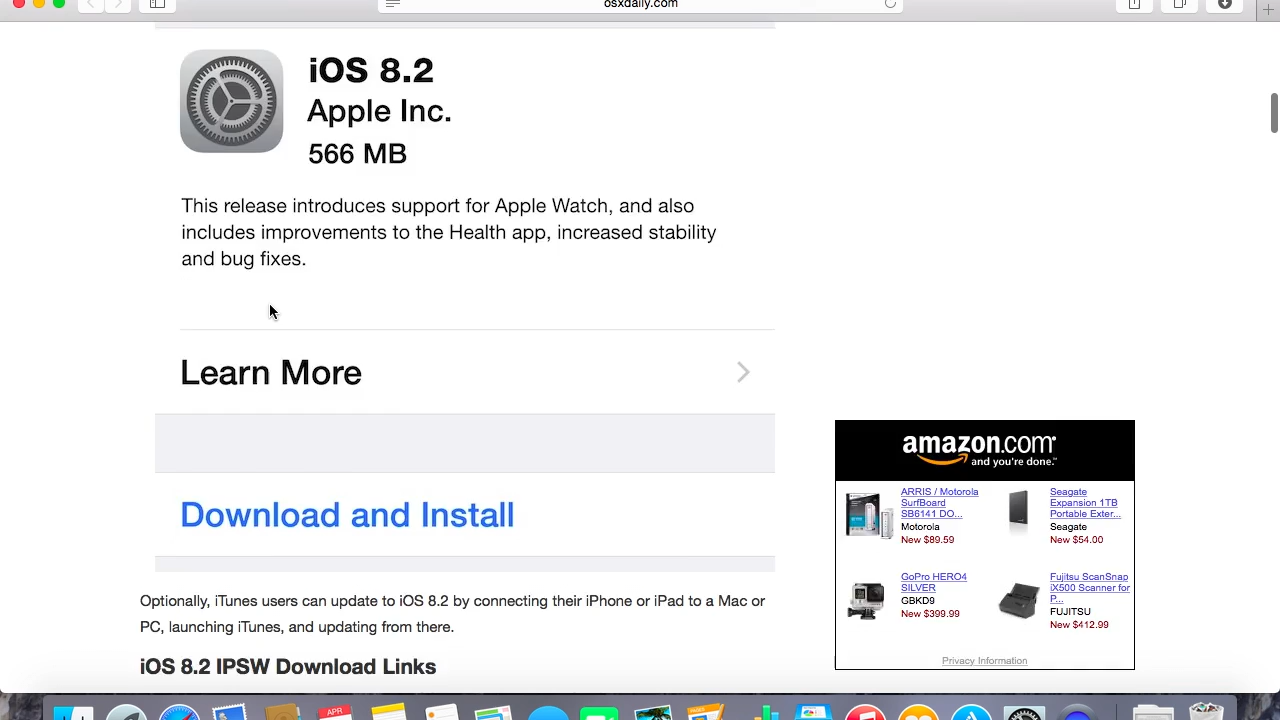 osxdaily.com
iOS 8.2
Apple Inc.
566 MB
This release introduces support for Apple Watch, and also
includes improvements to the Health app, increased stability
and bug fixes.
Learn More
Download and Install
Optionally, iTunes users can update to iOS 8.2 by connecting their iPhone or iPad to a Mac or
PC, launching iTunes, and updating from there.
iOS 8.2 IPSW Download Links
amazon.com
and you're done.™
ARRIS / Motorola
SurfBoard
SB6141 DO...
Motorola
New $89.59
Seagate
Expansion 1TB
Portable Exter...
Seagate
New $54.00
GoPro HERO4
SILVER
GBKD9
New $399.99
Fujitsu ScanSnap
iX500 Scanner for
P...
FUJITSU
New $412.99
Privacy Information
APR
PAGES